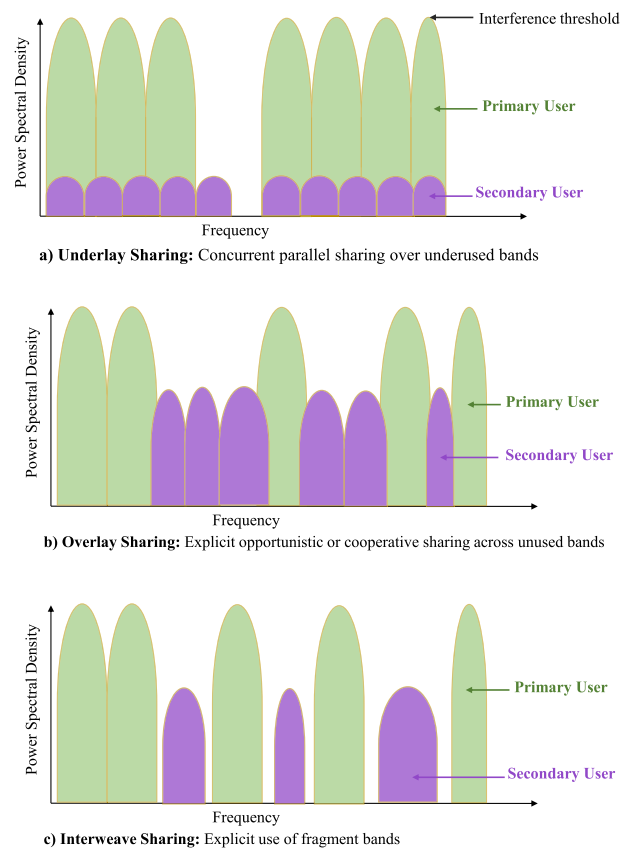 Interference threshold
Power Spectral Density
Primary User
Secondary User
Frequency
a) Underlay Sharing: Concurrent parallel sharing over underused bands
Power Spectral Density
Primary User
Secondary User
Frequency
b) Overlay Sharing: Explicit opportunistic or cooperative sharing across unused bands
Power Spectral Density
Primary User
Secondary User
Frequency
c) Interweave Sharing: Explicit use of fragment bands